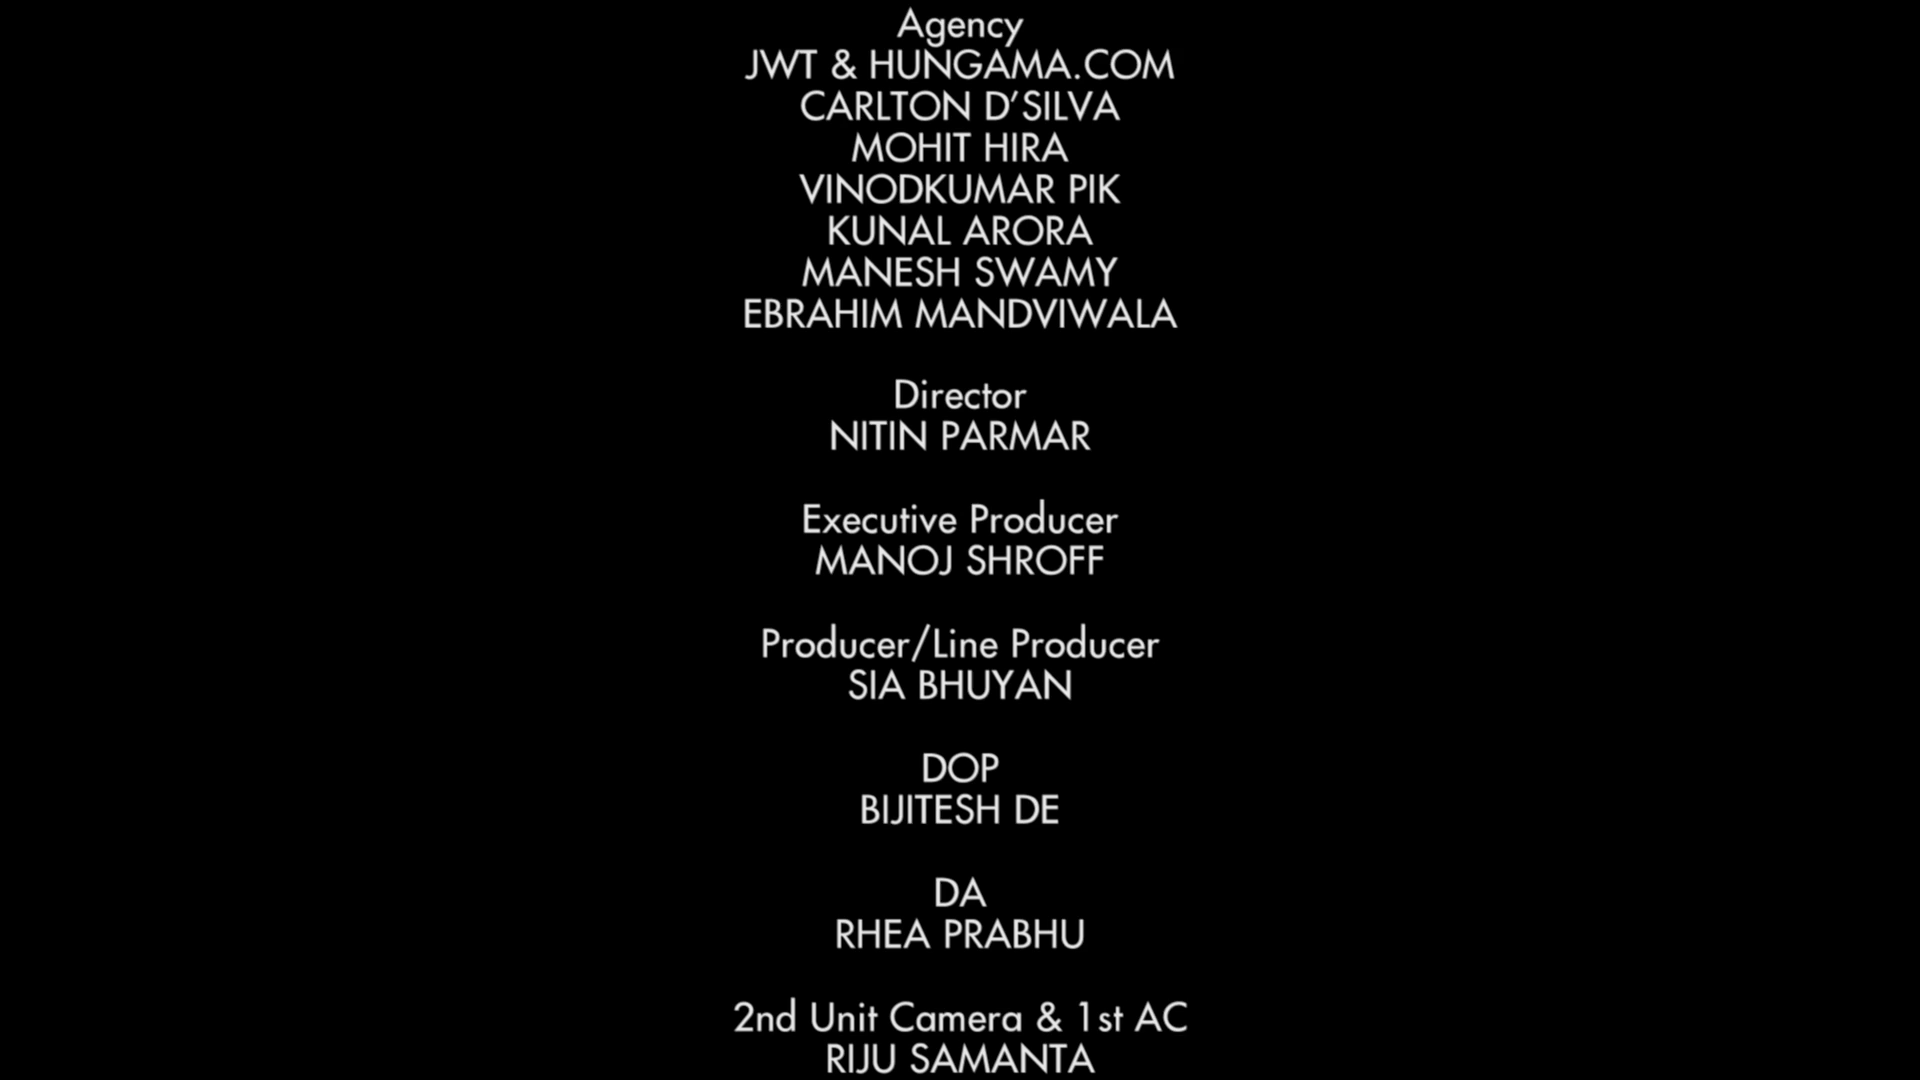 Agency
JWT & HUNGAMA.COM
CARLTON D’SILVA
MOHIT HIRA
VINODKUMAR PIK
KUNAL ARORA
MANESH SWAMY
EBRAHIM MANDVIWALA
Director
NITIN PARMAR
Executive Producer
MANOJ SHROFF
Producer/Line Producer
SIA BHUYAN
DOP
BIJITESH DE
DA
RHEA PRABHU
2nd Unit Camera & 1st AC
RIJU SAMANTA